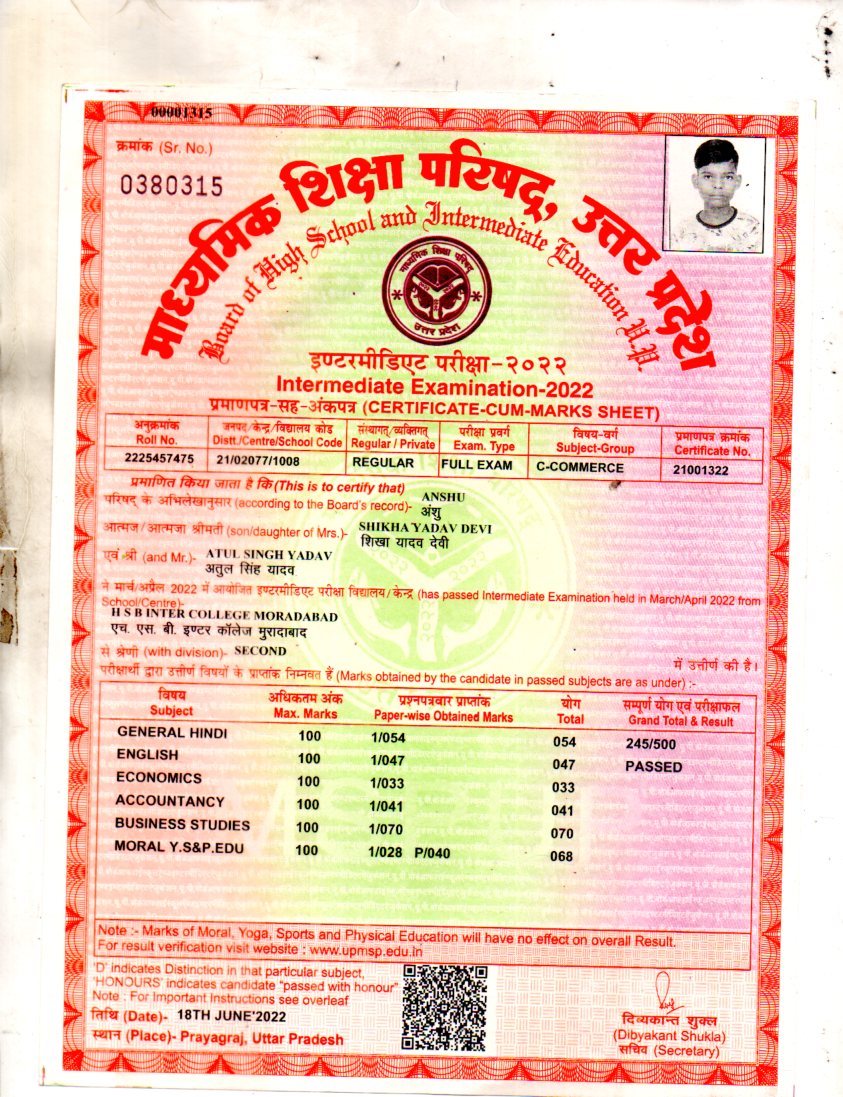 00001315
क्रमांक (Sr. No.)
0380315
माध्यमिक शिक्षा परिषद्, उत्तर प्रदेश
Board of High School and Intermediate Education U.P.
माध्यमिक शिक्षा परिषद्
उत्तर प्रदेश
इण्टरमीडिएट परीक्षा-२०२२
Intermediate Examination-2022
प्रमाणपत्र-सह-अंकपत्र (CERTIFICATE-CUM-MARKS SHEET)
अनुक्रमांक जनपद/केन्द्र/विद्यालय कोड संस्थागत/व्यक्तिगत परीक्षा प्रवर्ग विषय-वर्ग प्रमाणपत्र क्रमांक
Roll No. Distt./Centre/School Code Regular / Private Exam. Type Subject-Group Certificate No.
2225457475 21/02077/1008 REGULAR FULL EXAM C-COMMERCE 21001322
प्रमाणित किया जाता है कि (This is to certify that)
परिषद् के अभिलेखानुसार (according to the Board's record)- ANSHU
अंशु
आत्मज/आत्मजा श्रीमती (son/daughter of Mrs.)- SHIKHA YADAV DEVI
शिखा यादव देवी
एवं श्री (and Mr.)- ATUL SINGH YADAV
अतुल सिंह यादव
ने मार्च/अप्रैल 2022 में आयोजित इण्टरमीडिएट परीक्षा विद्यालय/केन्द्र (has passed Intermediate Examination held in March/April 2022 from
School/Centre)-
H S B INTER COLLEGE MORADABAD
एच. एस. बी. इण्टर कॉलेज मुरादाबाद
से श्रेणी (with division)- SECOND में उत्तीर्ण की है।
परीक्षार्थी द्वारा उत्तीर्ण विषयों के प्राप्तांक निम्नवत हैं (Marks obtained by the candidate in passed subjects are as under) :-
विषय अधिकतम अंक प्रश्नपत्रवार प्राप्तांक योग सम्पूर्ण योग एवं परीक्षाफल
Subject Max. Marks Paper-wise Obtained Marks Total Grand Total & Result
GENERAL HINDI 100 1/054 054 245/500
ENGLISH 100 1/047 047 PASSED
ECONOMICS 100 1/033 033
ACCOUNTANCY 100 1/041 041
BUSINESS STUDIES 100 1/070 070
MORAL Y.S&P.EDU 100 1/028 P/040 068
Note :- Marks of Moral, Yoga, Sports and Physical Education will have no effect on overall Result.
For result verification visit website : www.upmsp.edu.in
'D' indicates Distinction in that particular subject,
'HONOURS' indicates candidate "passed with honour"
Note : For Important Instructions see overleaf
तिथि (Date)- 18TH JUNE'2022
स्थान (Place)- Prayagraj, Uttar Pradesh
दिव्यकान्त शुक्ल
(Dibyakant Shukla)
सचिव (Secretary)